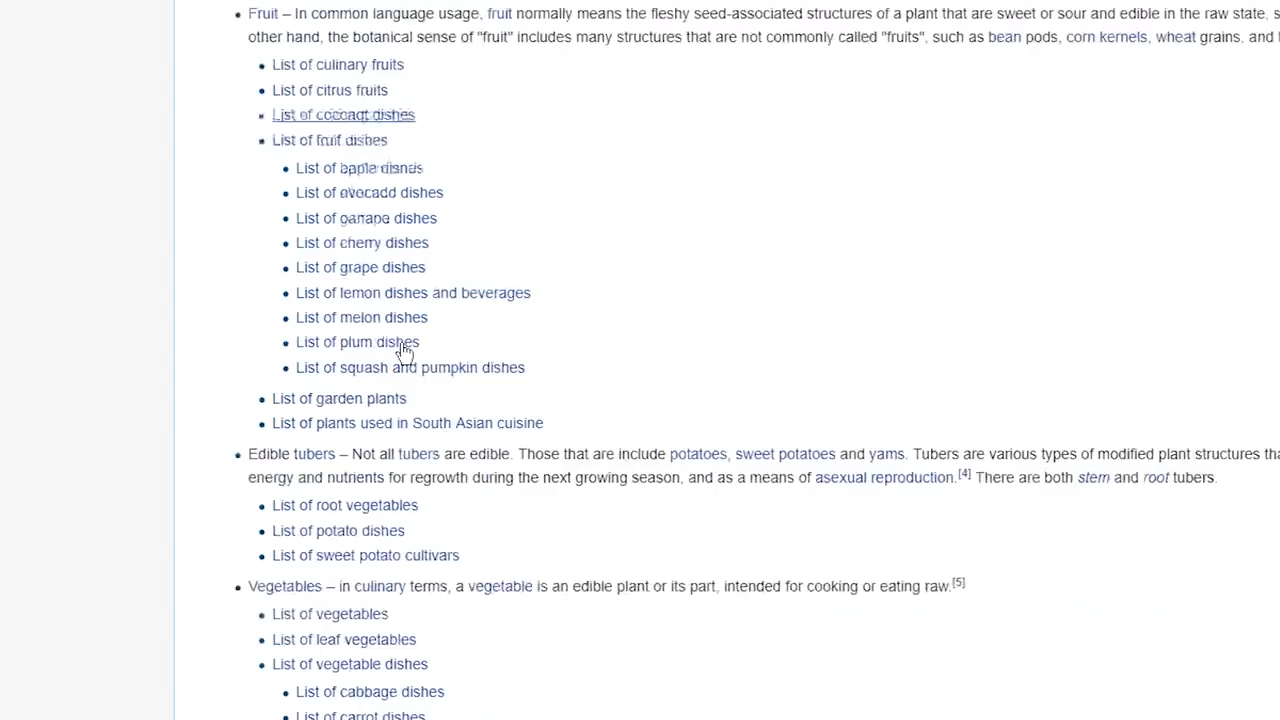 Fruit – In common language usage, fruit normally means the fleshy seed-associated structures of a plant that are sweet or sour and edible in the raw state,
other hand, the botanical sense of "fruit" includes many structures that are not commonly called "fruits", such as bean pods, corn kernels, wheat grains, and
List of culinary fruits
List of citrus fruits
List of dishes
List of fruit dishes
List of
List of avocado dishes
List of dishes
List of cherry dishes
List of grape dishes
List of lemon dishes and beverages
List of melon dishes
List of plum dishes
List of squash and pumpkin dishes
List of garden plants
List of plants used in South Asian cuisine
Edible tubers – Not all tubers are edible. Those that are include potatoes, sweet potatoes and yams. Tubers are various types of modified plant structures
energy and nutrients for regrowth during the next growing season, and as a means of asexual reproduction.[4] There are both stem and root tubers.
List of root vegetables
List of potato dishes
List of sweet potato cultivars
Vegetables – in culinary terms, a vegetable is an edible plant or its part, intended for cooking or eating raw.[5]
List of vegetables
List of leaf vegetables
List of vegetable dishes
List of cabbage dishes
List of carrot dishes